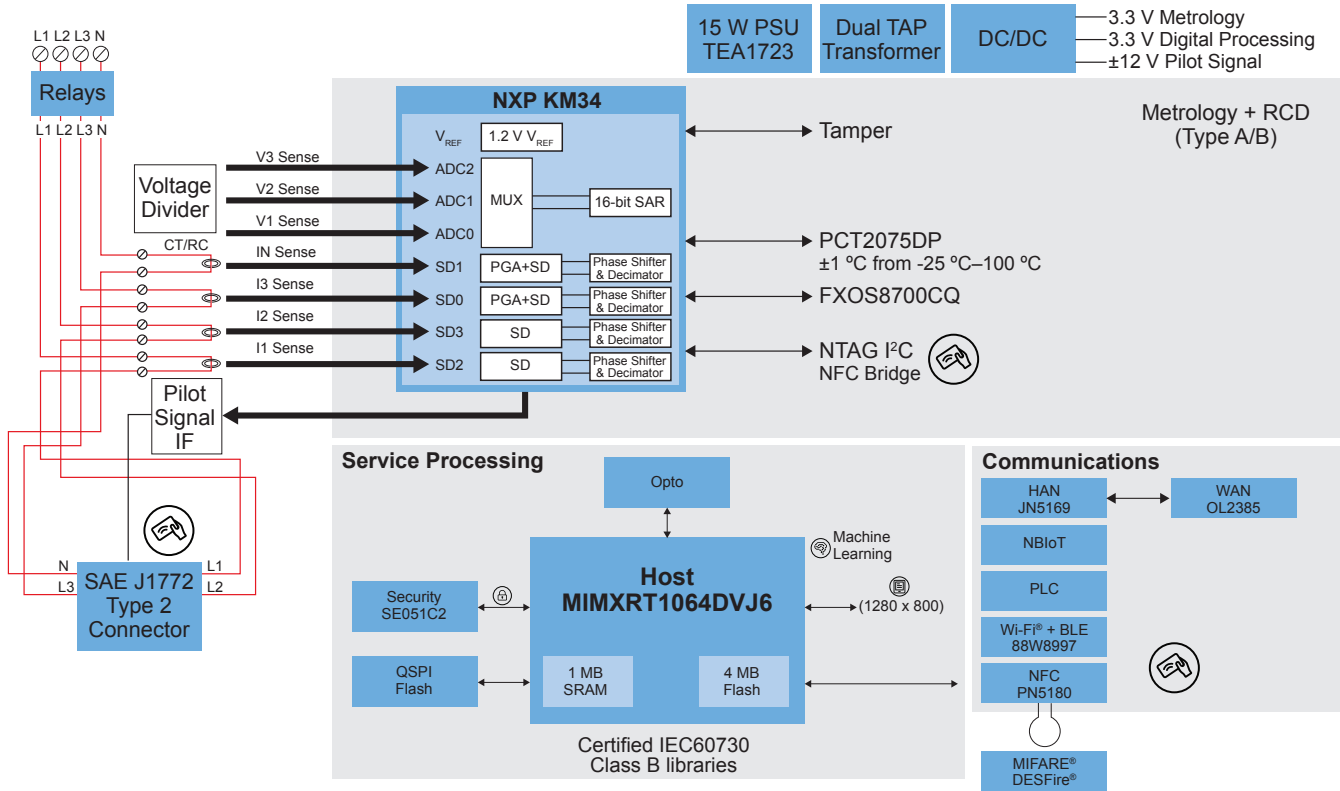 15 W PSU
TEA1723
Dual TAP
Transformer
DC/DC
3.3 V Metrology
3.3 V Digital Processing
±12 V Pilot Signal
L1 L2 L3 N
Relays
L1 L2 L3 N
Metrology + RCD
(Type A/B)
NXP KM34
VREF
1.2 V VREF
Tamper
Voltage
Divider
V3 Sense
ADC2
V2 Sense
ADC1
V1 Sense
ADC0
MUX
16-bit SAR
CT/RC
IN Sense
SD1
PGA+SD
Phase Shifter
& Decimator
I3 Sense
SD0
PGA+SD
Phase Shifter
& Decimator
I2 Sense
SD3
SD
Phase Shifter
& Decimator
I1 Sense
SD2
SD
Phase Shifter
& Decimator
PCT2075DP
±1 ºC from -25 ºC–100 ºC
FXOS8700CQ
NTAG I²C
NFC Bridge
Pilot
Signal
IF
N
L3
SAE J1772
Type 2
Connector
L1
L2
Service Processing
Opto
Machine
Learning
Host
MIMXRT1064DVJ6
Security
SE051C2
(1280 x 800)
QSPI
Flash
1 MB
SRAM
4 MB
Flash
Certified IEC60730
Class B libraries
Communications
HAN
JN5169
WAN
OL2385
NBIoT
PLC
Wi-Fi® + BLE
88W8997
NFC
PN5180
MIFARE®
DESFire®